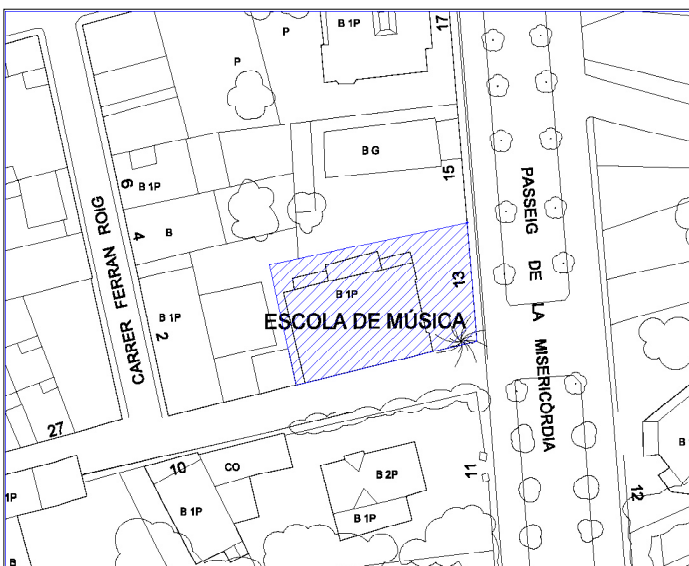 B 1P
17
P
P
B G
15
6
B 1P
4
B
CARRER FERRAN ROIG
B 1P
2
13
B 1P
ESCOLA DE MÚSICA
PASSEIG DE LA MISERICÒRDIA
27
10
CO
B 2P
11
B 1P
B 1P
12
B
1P
B